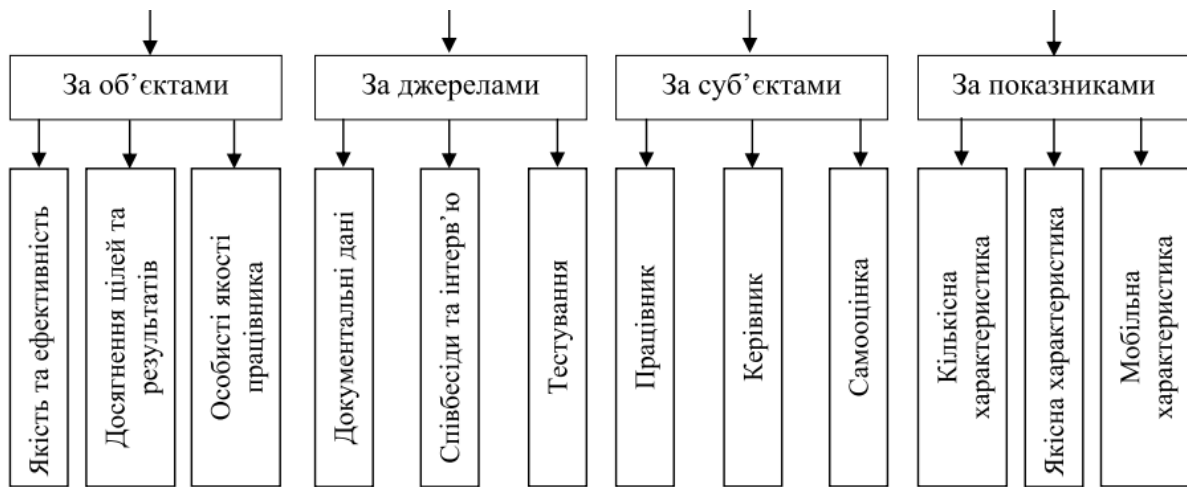 За об’єктами
За джерелами
За суб’єктами
За показниками
Якість та ефективність
Досягнення цілей та
результатів
Особисті якості
працівника
Документальні дані
Співбесіди та інтерв’ю
Тестування
Працівник
Керівник
Самооцінка
Кількісна
характеристика
Якісна характеристика
Мобільна
характеристика